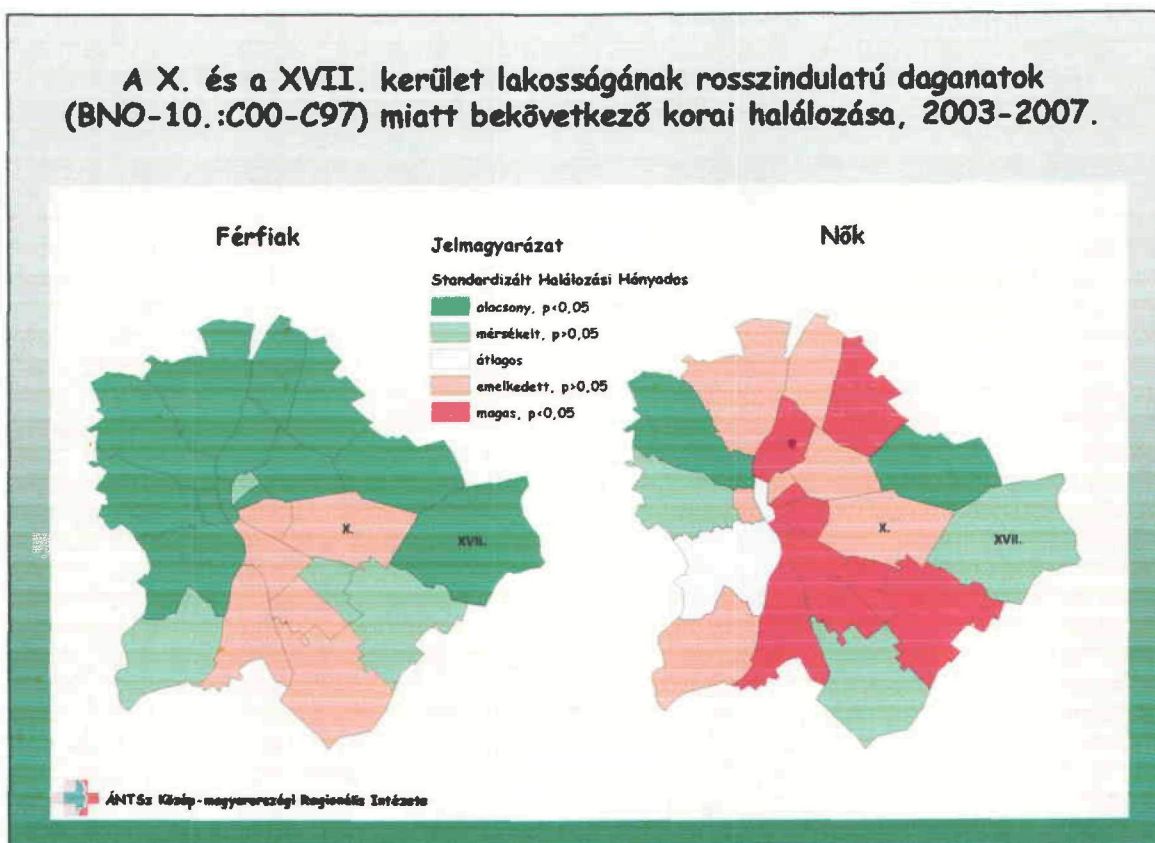 A X. és a XVII. kerület lakosságának rosszindulatú daganatok
(BNO-10.:C00-C97) miatt bekövetkező korai halálozása, 2003-2007.
Férfiak
Jelmagyarázat
Nők
Standardizált Halálozási Hányados
alacsony, p<0,05
mérsékelt, p>0,05
átlagos
emelkedett, p>0,05
magas, p<0,05
X.
XVII.
X.
XVII.
ÁNTSz Közép-magyarországi Regionális Intézete